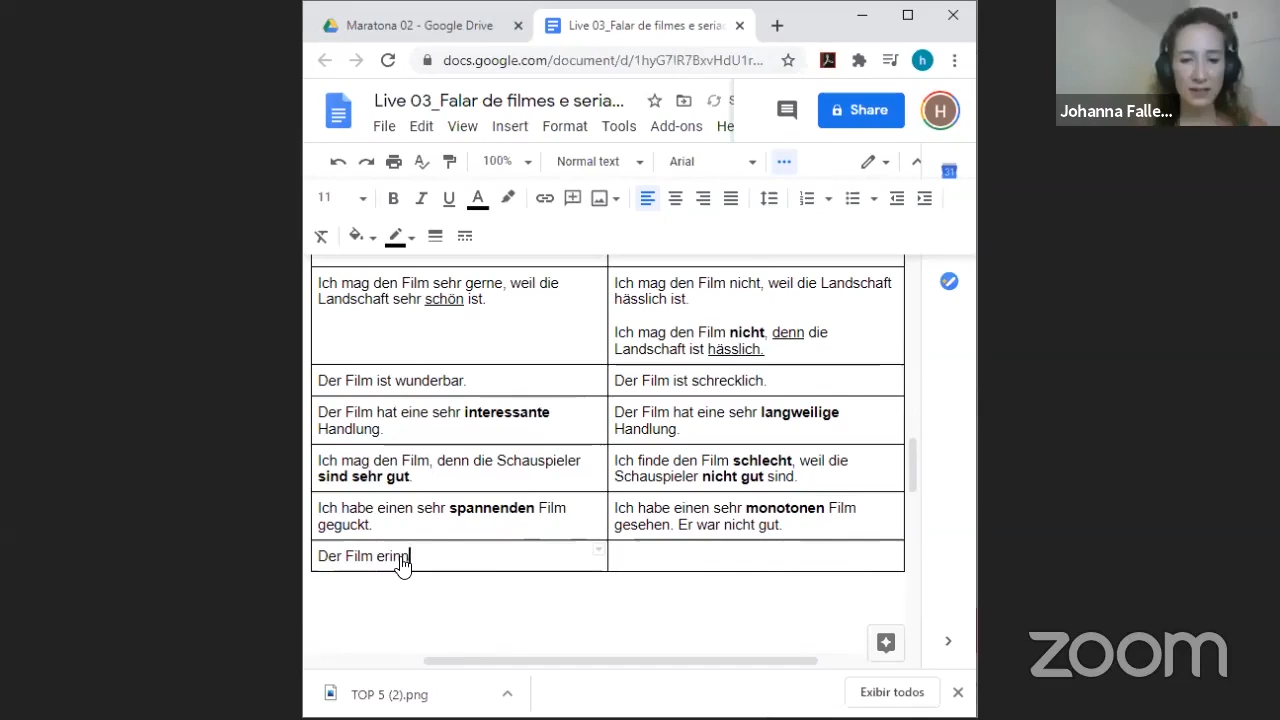 Maratona 02 - Google Drive
Live 03_Falar de filmes e seriad
docs.google.com/document/d/1hyG7IR7BxvHdU1r...
h
Live 03_Falar de filmes e seria...
File Edit View Insert Format Tools Add-ons He
Share
H
100% Normal text Arial
31
11 B I U A
Ich mag den Film sehr gerne, weil die
Landschaft sehr schön ist.
Ich mag den Film nicht, weil die Landschaft
hässlich ist.
Ich mag den Film nicht, denn die
Landschaft ist hässlich.
Der Film ist wunderbar.
Der Film ist schrecklich.
Der Film hat eine sehr interessante
Handlung.
Der Film hat eine sehr langweilige
Handlung.
Ich mag den Film, denn die Schauspieler
sind sehr gut.
Ich finde den Film schlecht, weil die
Schauspieler nicht gut sind.
Ich habe einen sehr spannenden Film
geguckt.
Ich habe einen sehr monotonen Film
gesehen. Er war nicht gut.
Der Film erinn
TOP 5 (2).png
Exibir todos
Johanna Falle...
zoom